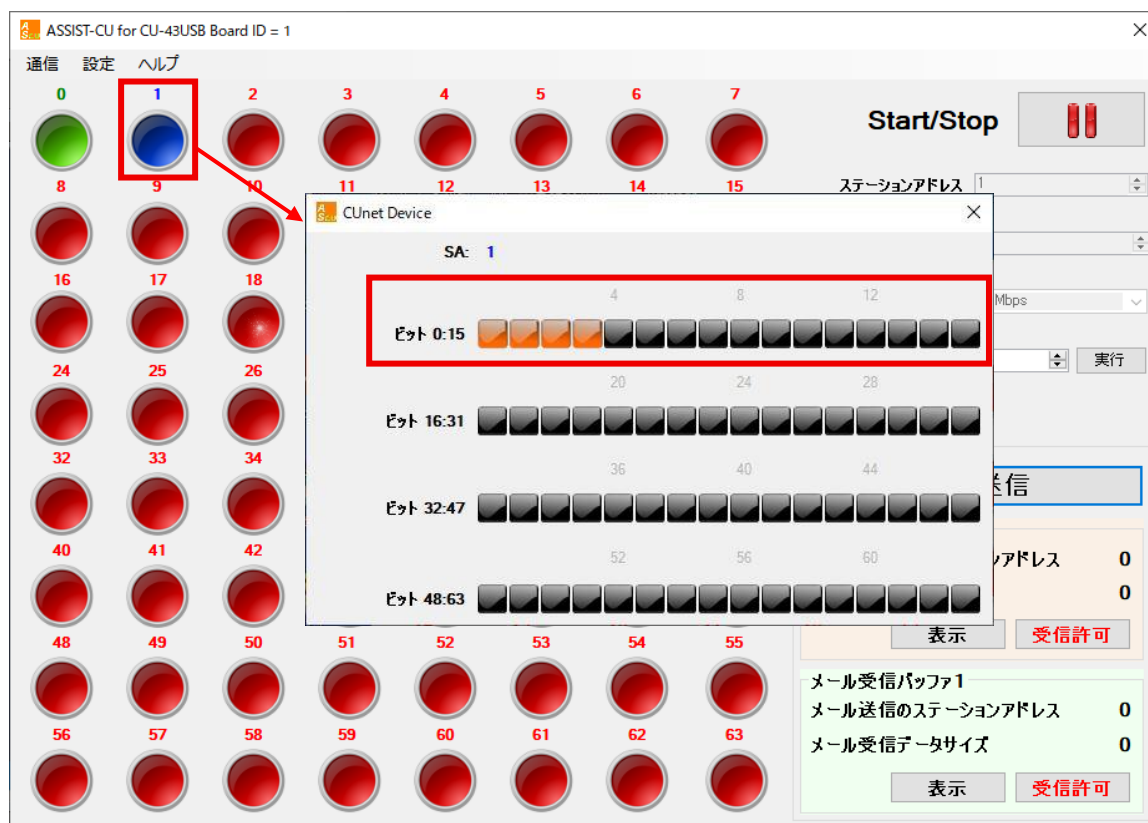 ASSIST-CU for CU-43USB Board ID = 1
通信 設定 ヘルプ
0 1 2 3 4 5 6 7
Start/Stop
8 9 10 11 12 13 14 15
ステーションアドレス 1
CUnet Device
SA: 1
16 17 18
4 8 12
Mbps
ビット 0:15
実行
24 25 26
20 24 28
ビット 16:31
32 33 34
36 40 44
送信
ビット 32:47
40 41 42
52 56 60
ンアドレス 0
0
ビット 48:63
表示 受信許可
48 49 50 51 52 53 54 55
メール受信バッファ1
メール送信のステーションアドレス 0
56 57 58 59 60 61 62 63
メール受信データサイズ 0
表示 受信許可